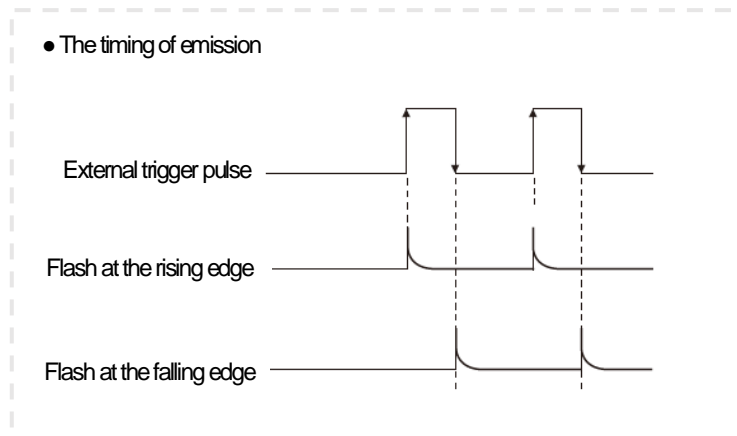 ● The timing of emission
External trigger pulse
Flash at the rising edge
Flash at the falling edge